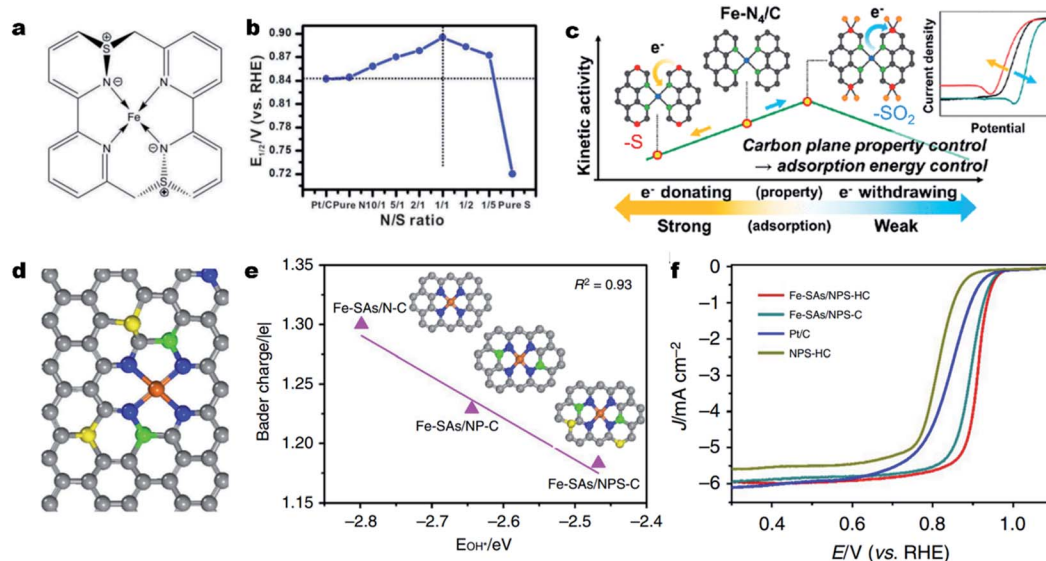 a
S
⊕
N
⊖
N
Fe
N
⊖
N
S
⊕
b
E1/2/V (vs. RHE)
0.90
0.87
0.84
0.81
0.78
0.75
0.72
Pt/C Pure N 10/1 5/1 2/1 1/1 1/2 1/5 Pure S
N/S ratio
c
Kinetic activity
Fe-N4/C
e-
e-
-S
-SO2
Current density
Potential
Carbon plane property control
→ adsorption energy control
e- donating (property) e- withdrawing
Strong (adsorption) Weak
d
e
Bader charge/|e|
1.35
1.30
1.25
1.20
1.15
R² = 0.93
Fe-SAs/N-C
Fe-SAs/NP-C
Fe-SAs/NPS-C
−2.9 −2.8 −2.7 −2.6 −2.5 −2.4
EOH*/eV
f
J/mA cm−2
0
−1
−2
−3
−4
−5
−6
Fe-SAs/NPS-HC
Fe-SAs/NPS-C
Pt/C
NPS-HC
0.4 0.6 0.8 1.0
E/V (vs. RHE)